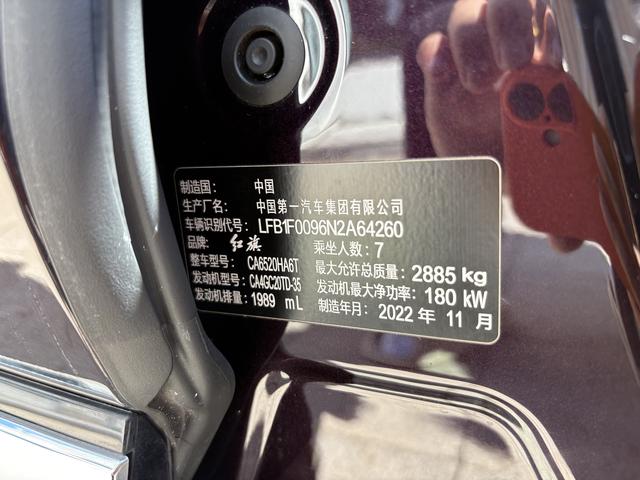 制造国： 中国
生产厂名： 中国第一汽车集团有限公司
车辆识别代号：LFB1F0096N2A64260
品牌： 红旗 乘坐人数：7
整车型号：CA6520HA6T 最大允许总质量：2885 kg
发动机型号：CA4GC20TD-35 发动机最大净功率：180 kW
发动机排量：1989 mL 制造年月：2022 年 11 月